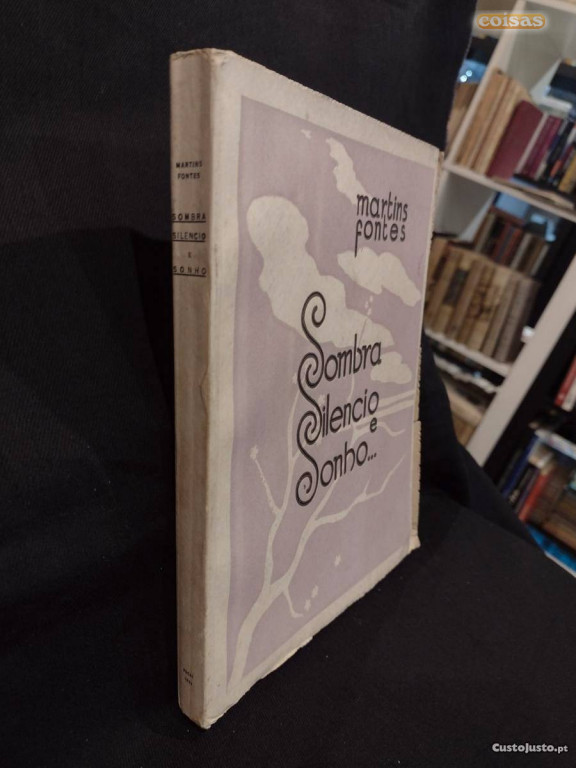 coisas
MARTINS
FONTES
SOMBRA
SILENCIO
E
SONHO
martins
fontes
Sombra
Silencio
e
Sonho...
CustoJusto.pt